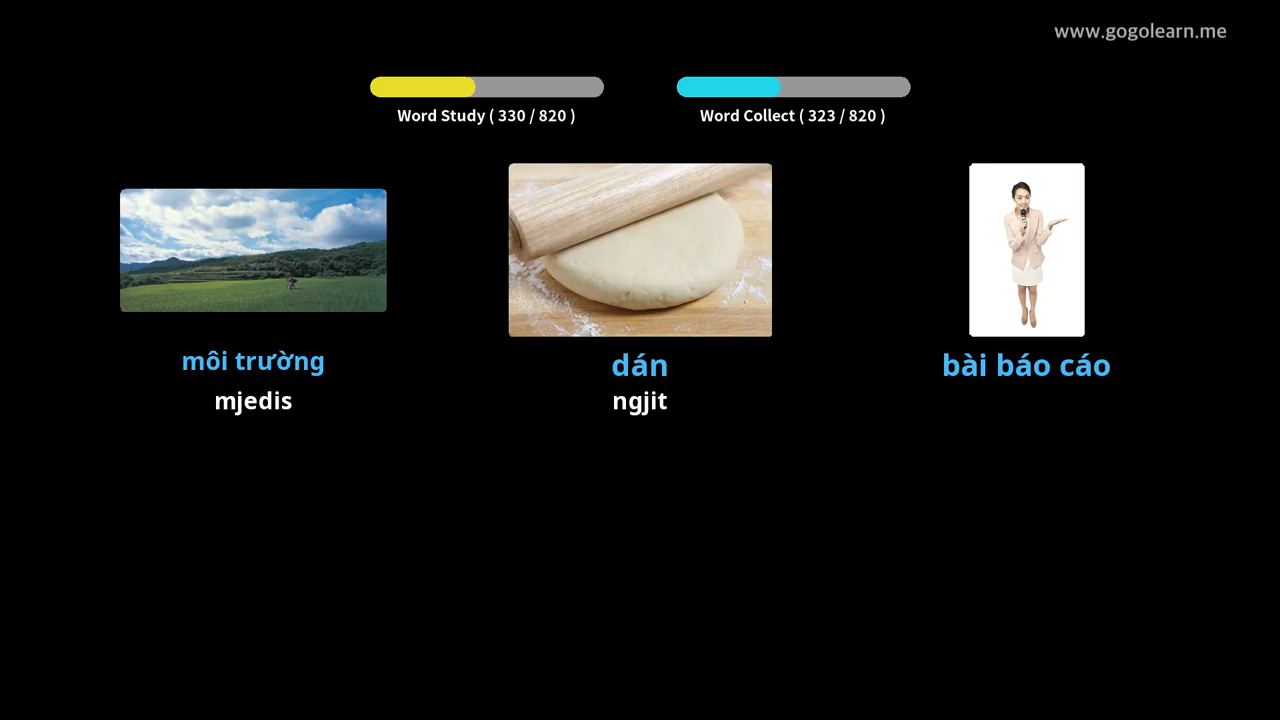 www.gogolearn.me
Word Study ( 330 / 820 )
Word Collect ( 323 / 820 )
môi trường
mjedis
dán
ngjit
bài báo cáo